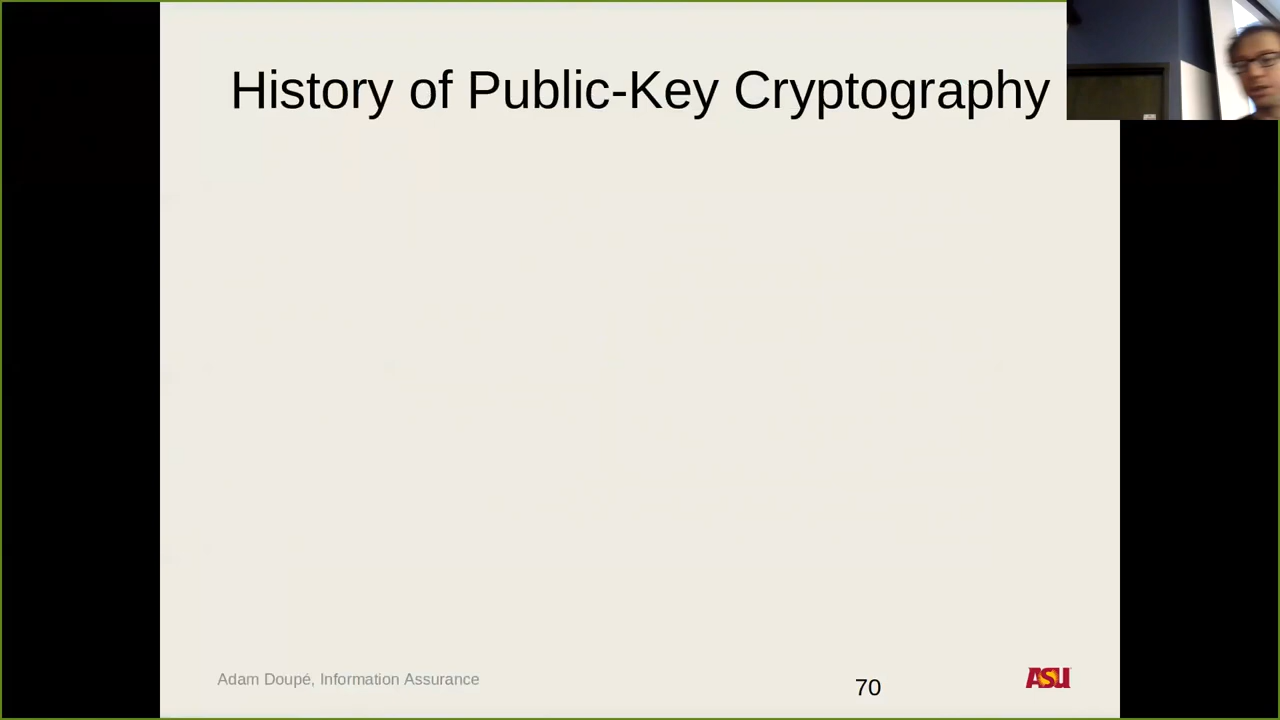 History of Public-Key Cryptography
Adam Doupé, Information Assurance
70
ASU